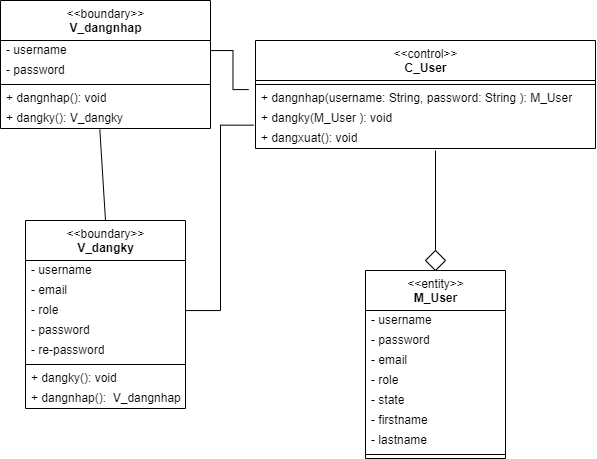 <<boundary>>
V_dangnhap
- username
- password
+ dangnhap(): void
+ dangky(): V_dangky
<<control>>
C_User
+ dangnhap(username: String, password: String ): M_User
+ dangky(M_User ): void
+ dangxuat(): void
<<boundary>>
V_dangky
- username
- email
- role
- password
- re-password
+ dangky(): void
+ dangnhap():  V_dangnhap
<<entity>>
M_User
- username
- password
- email
- role
- state
- firstname
- lastname